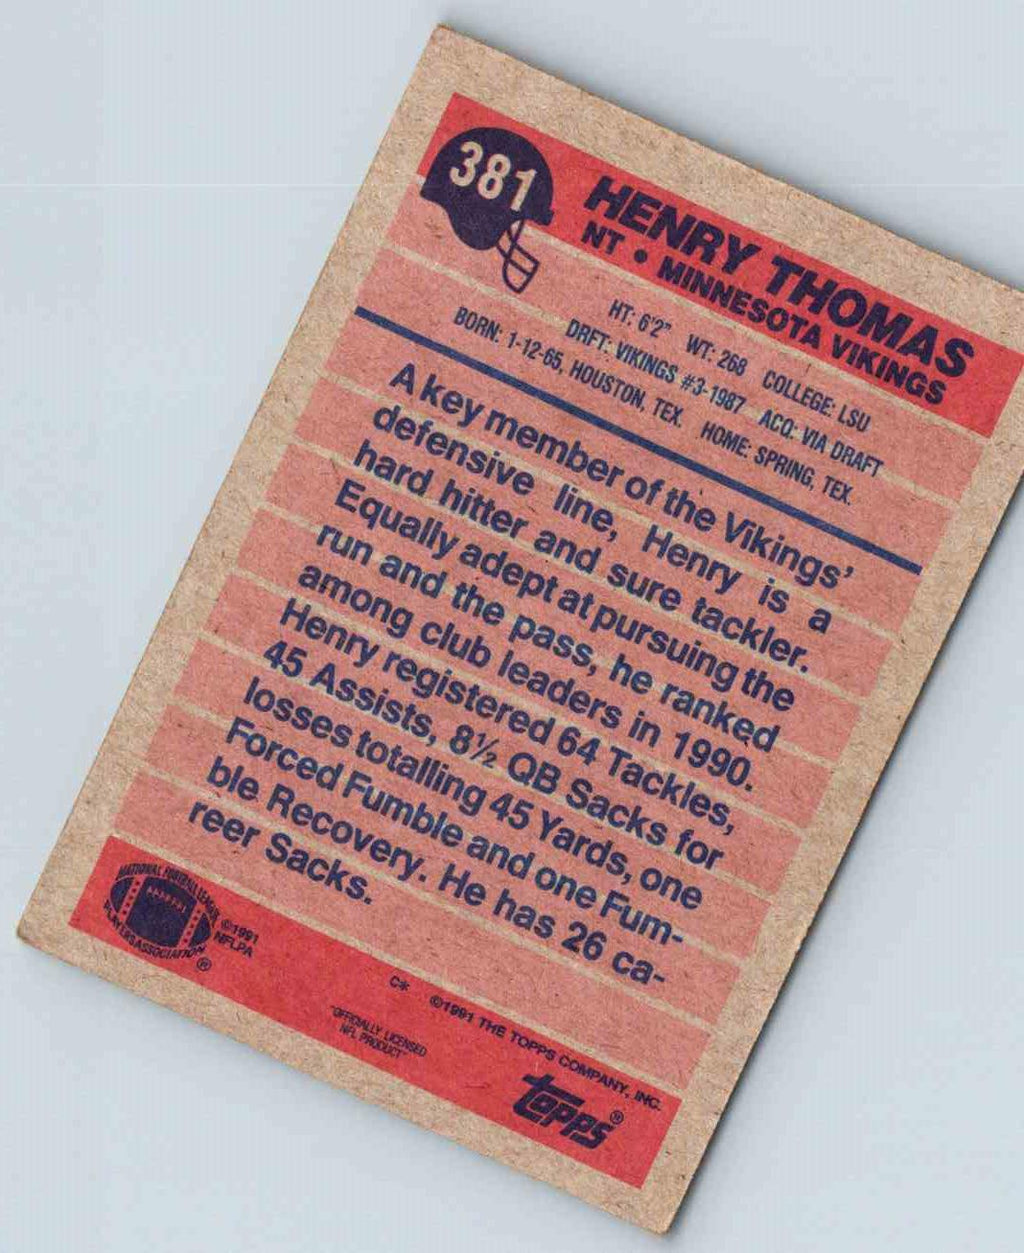 381
HENRY THOMAS
NT • MINNESOTA VIKINGS
HT: 6'2" WT: 268 COLLEGE: LSU
DRFT: VIKINGS #3-1987 ACQ: VIA DRAFT
BORN: 1-12-65, HOUSTON, TEX. HOME: SPRING, TEX.
A key member of the Vikings'
defensive line, Henry is a
hard hitter and sure tackler.
Equally adept at pursuing the
run and the pass, he ranked
among club leaders in 1990.
Henry registered 64 Tackles,
45 Assists, 8½ QB Sacks for
losses totalling 45 Yards, one
Forced Fumble and one Fum-
ble Recovery. He has 26 ca-
reer Sacks.
NATIONAL FOOTBALL LEAGUE
PLAYERS ASSOCIATION
®
©1991
NFLPA
C* ©1991 THE TOPPS COMPANY, INC.
"OFFICIALLY LICENSED
NFL PRODUCT"
topps®